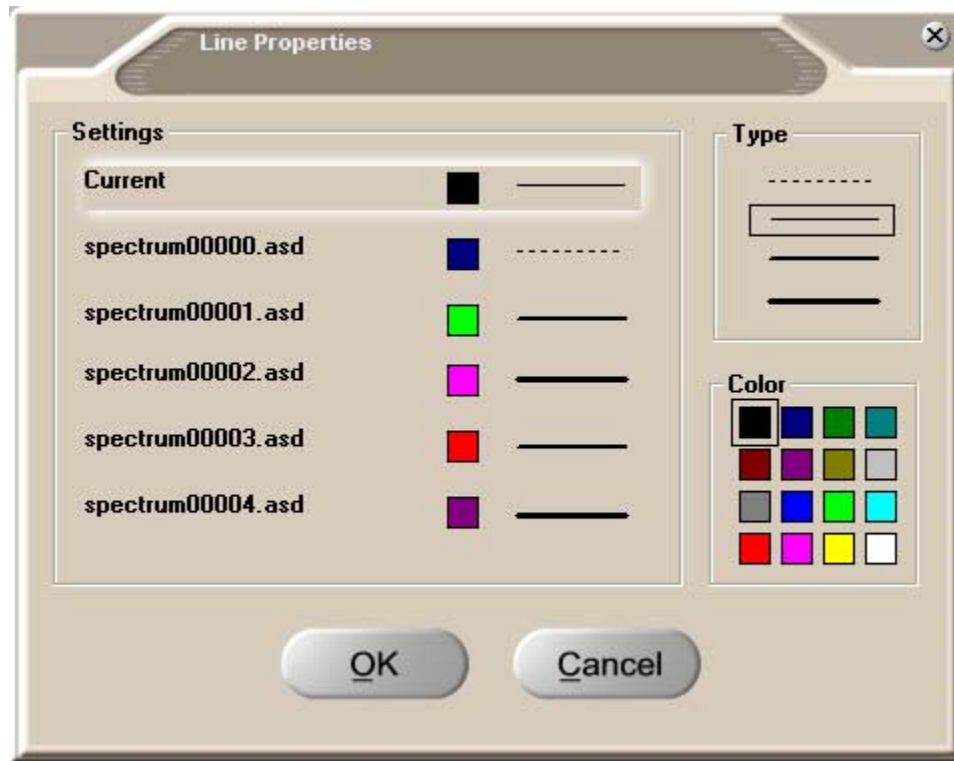 Line Properties
Settings
Current
spectrum00000.asd
spectrum00001.asd
spectrum00002.asd
spectrum00003.asd
spectrum00004.asd
Type
Color
OK
Cancel